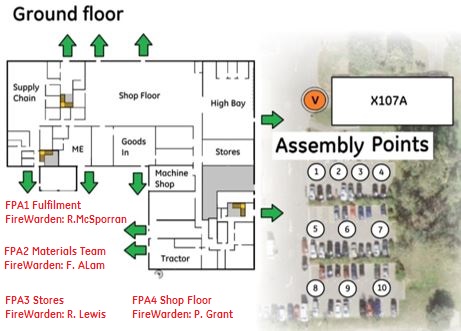 Ground floor
Supply
Chain
Shop Floor
High Bay
V
X107A
ME
Goods
In
Stores
Assembly Points
Machine
Shop
1 2 3 4
FPA1 Fulfilment
FireWarden: R.McSporran
5 6 7
FPA2 Materials Team
FireWarden: F. ALam
Tractor
8 9 10
FPA3 Stores
FireWarden: R. Lewis
FPA4 Shop Floor
FireWarden: P. Grant